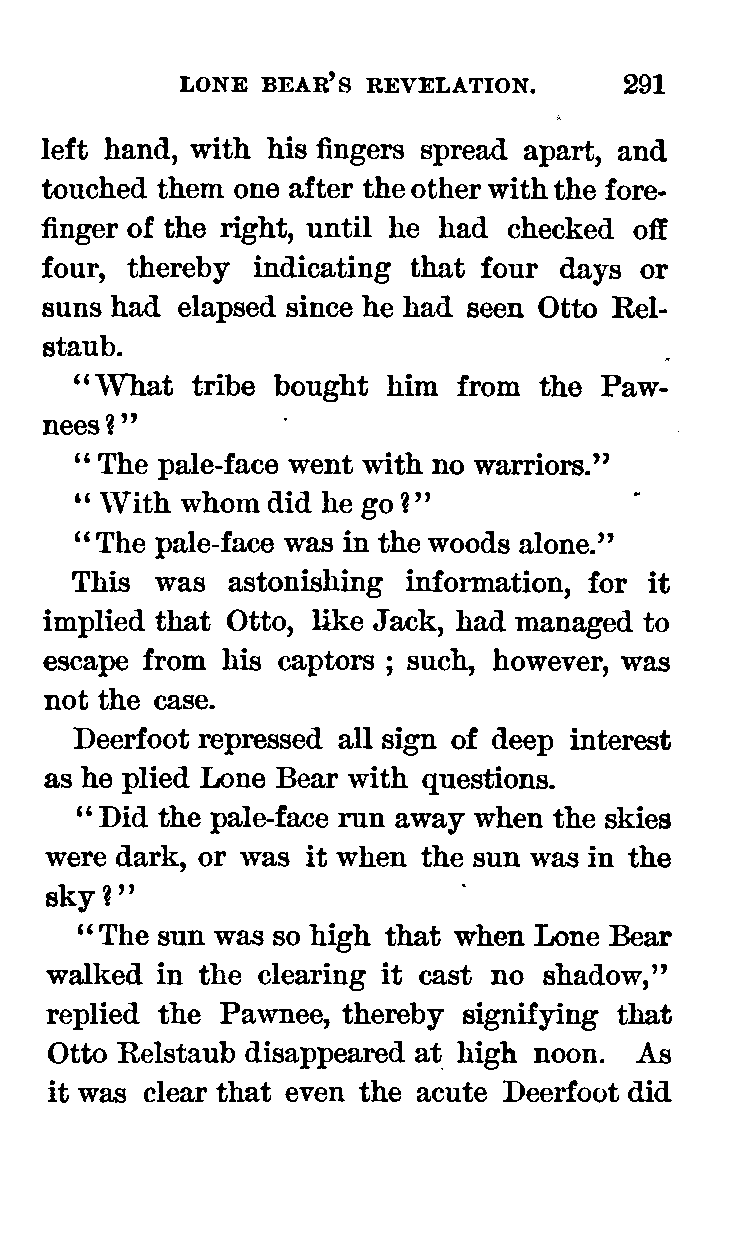 LONE BEAR'S REVELATION. 291
left hand, with his fingers spread apart, and
touched them one after the other with the fore-
finger of the right, until he had checked off
four, thereby indicating that four days or
suns had elapsed since he had seen Otto Rel-
staub.
"What tribe bought him from the Paw-
nees?"
"The pale-face went with no warriors."
"With whom did he go?"
"The pale-face was in the woods alone."
This was astonishing information, for it
implied that Otto, like Jack, had managed to
escape from his captors ; such, however, was
not the case.
Deerfoot repressed all sign of deep interest
as he plied Lone Bear with questions.
"Did the pale-face run away when the skies
were dark, or was it when the sun was in the
sky?"
"The sun was so high that when Lone Bear
walked in the clearing it cast no shadow,"
replied the Pawnee, thereby signifying that
Otto Relstaub disappeared at high noon. As
it was clear that even the acute Deerfoot did